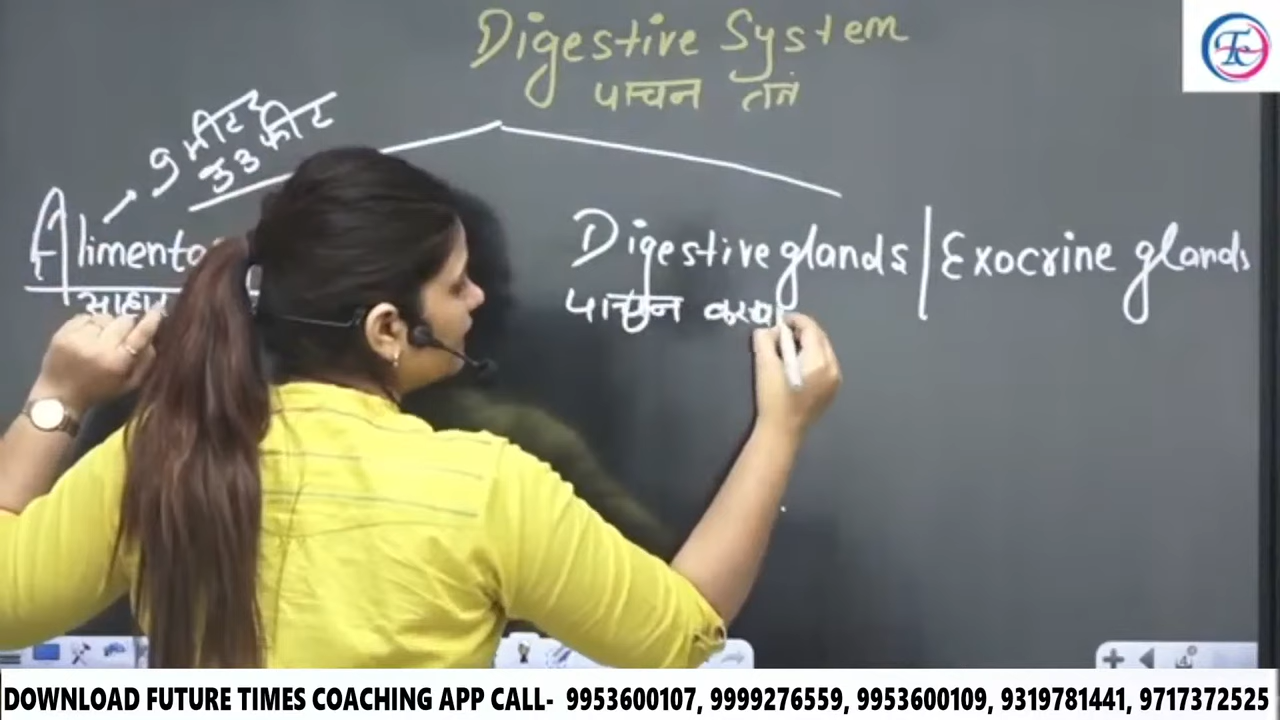 Digestive System
पाचन तंत्र
9 मीटर
33 फीट
Digestive glands | Exocrine glands
पाचन
DOWNLOAD FUTURE TIMES COACHING APP CALL- 9953600107, 9999276559, 9953600109, 9319781441, 9717372525